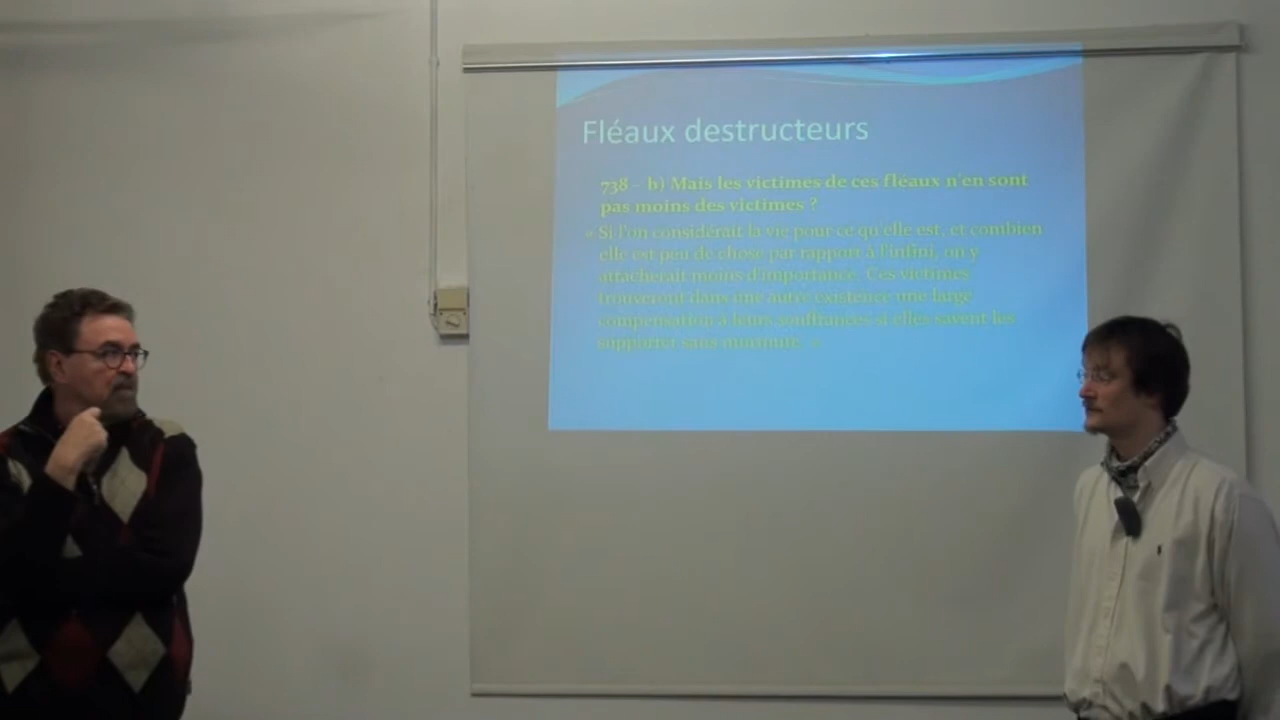 Fléaux destructeurs
738 – b) Mais les victimes de ces fléaux n'en sont
pas moins des victimes ?
« Si l'on considérait la vie pour ce qu'elle est, et combien
elle est peu de chose par rapport à l'infini, on y
attacherait moins d'importance. Ces victimes
trouveront dans une autre existence une large
compensation à leurs souffrances si elles savent les
supporter sans murmure. »